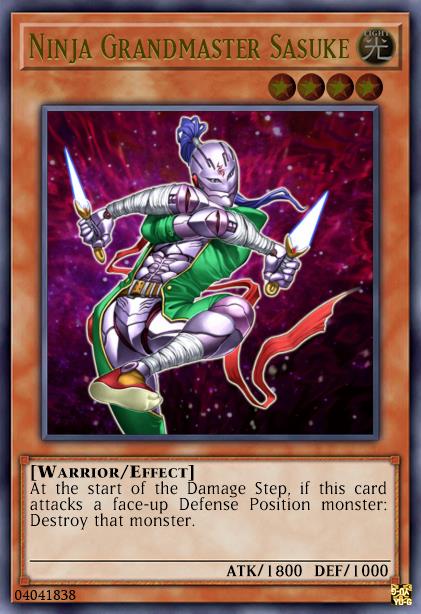 Ninja Grandmaster Sasuke
LIGHT
光
[Warrior/Effect]
At the start of the Damage Step, if this card
attacks a face-up Defense Position monster:
Destroy that monster.
ATK/1800 DEF/1000
04041838